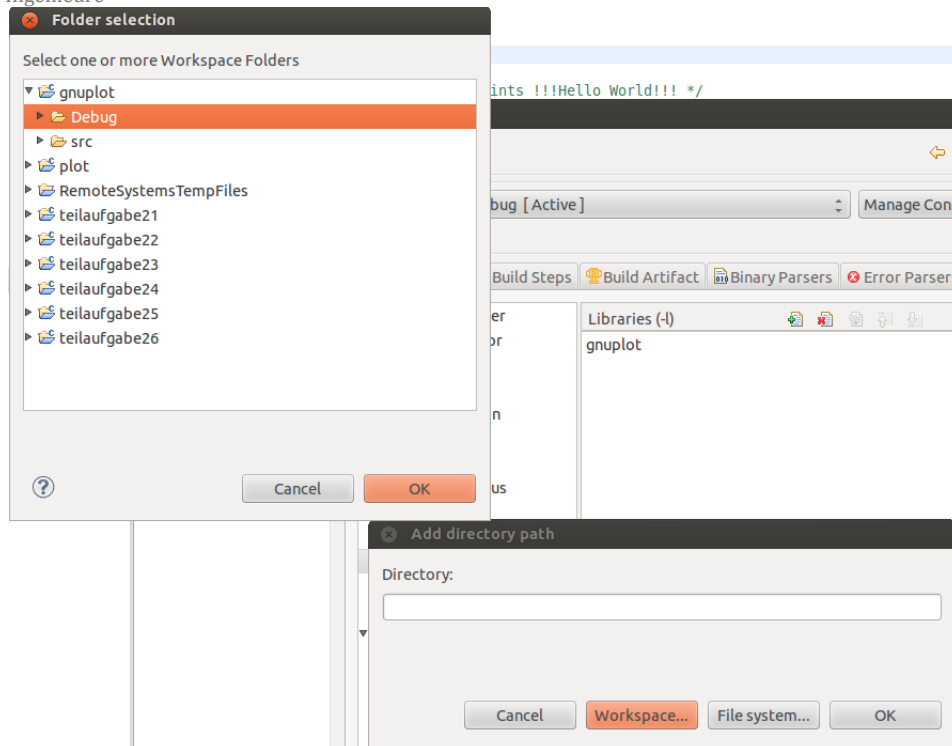 Ingenieure
Folder selection
Select one or more Workspace Folders
gnuplot
Debug
src
plot
RemoteSystemsTempFiles
teilaufgabe21
teilaufgabe22
teilaufgabe23
teilaufgabe24
teilaufgabe25
teilaufgabe26
Cancel
OK
ints !!!Hello World!!! */
bug [ Active ]
Manage Con
Build Steps
Build Artifact
Binary Parsers
Error Parser
er
or
n
us
Libraries (-l)
gnuplot
Add directory path
Directory:
Cancel
Workspace...
File system...
OK